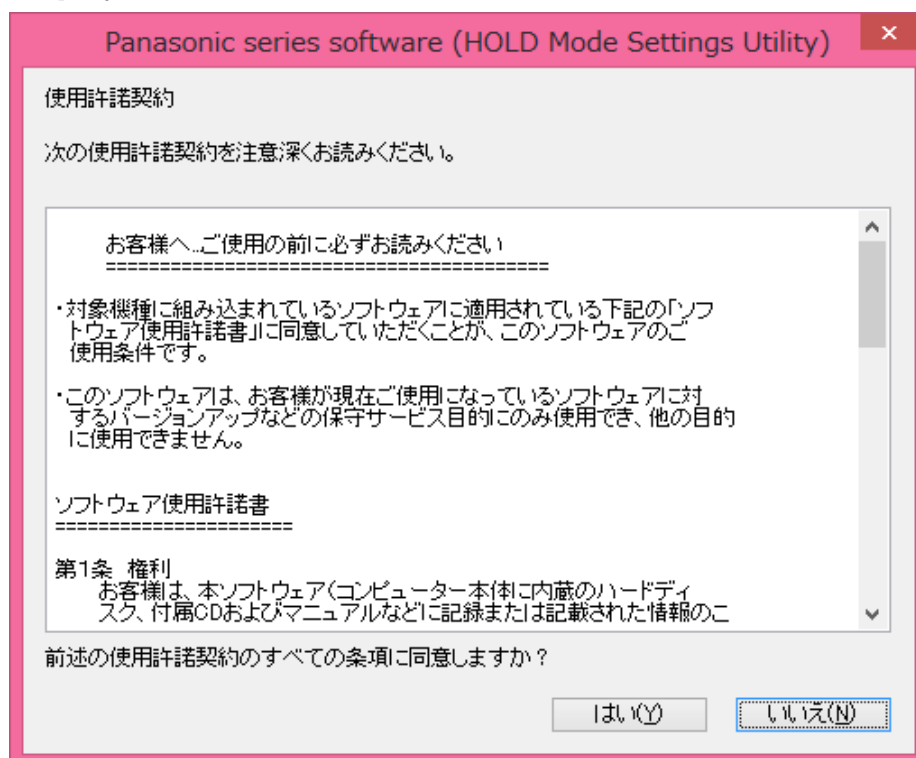 Panasonic series software (HOLD Mode Settings Utility)
使用許諾契約
次の使用許諾契約を注意深くお読みください。
お客様へ…ご使用の前に必ずお読みください
=========================================
・対象機種に組み込まれているソフトウェアに適用されている下記の「ソフ
トウェア使用許諾書」に同意していただくことが、このソフトウェアのご
使用条件です。
・このソフトウェアは、お客様が現在ご使用になっているソフトウェアに対
するバージョンアップなどの保守サービス目的にのみ使用でき、他の目的
に使用できません。
ソフトウェア使用許諾書
======================
第1条 権利
お客様は、本ソフトウェア(コンピューター本体に内蔵のハードディ
スク、付属CDおよびマニュアルなどに記録または記載された情報のこ
前述の使用許諾契約のすべての条項に同意しますか?
はい(Y)
いいえ(N)